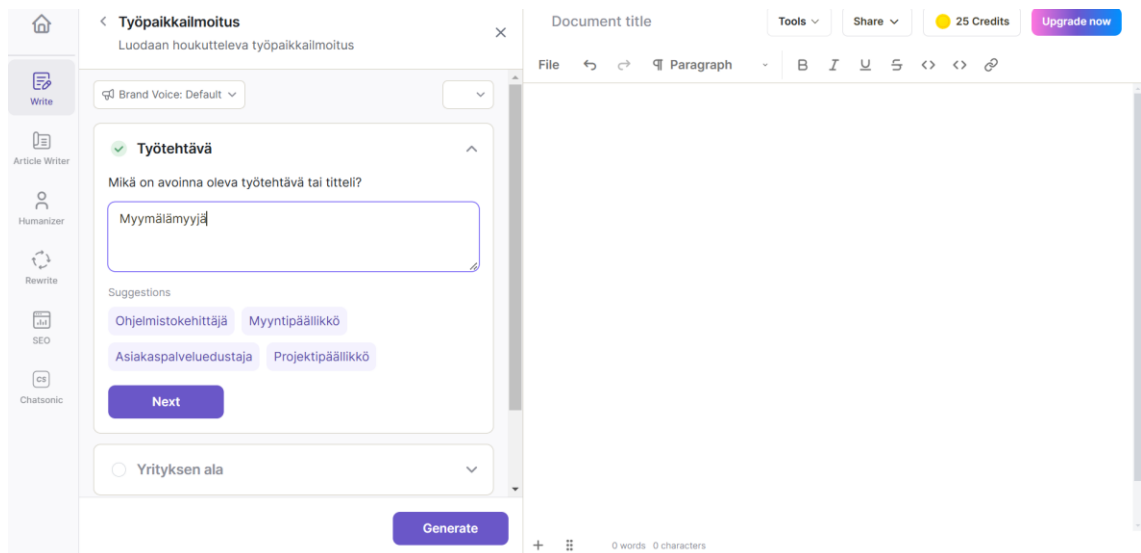 Write
Article Writer
Humanizer
Rewrite
SEO
CS
Chatsonic
Työpaikkailmoitus
Luodaan houkutteleva työpaikkailmoitus
Brand Voice: Default
Työtehtävä
Mikä on avoinna oleva työtehtävä tai titteli?
Myymälämyyjä
Suggestions
Ohjelmistokehittäjä Myyntipäällikkö
Asiakaspalveluedustaja Projektipäällikkö
Next
Yrityksen ala
Generate
Document title Tools Share 25 Credits Upgrade now
File ¶ Paragraph B I U S <> <>
0 words 0 characters